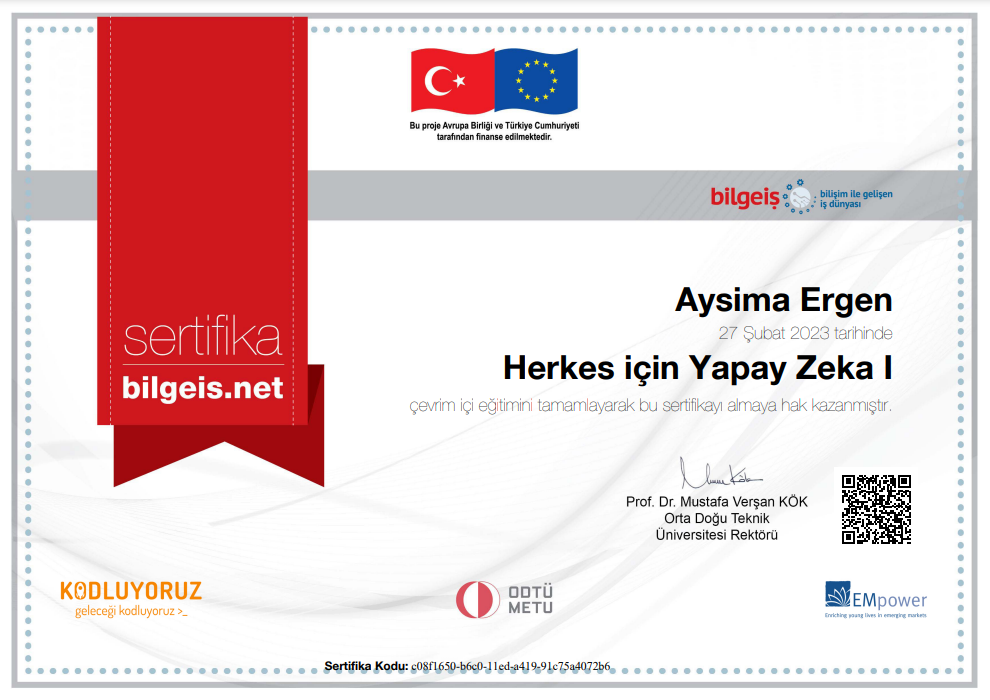 Bu proje Avrupa Birliği ve Türkiye Cumhuriyeti
tarafından finanse edilmektedir.
bilgeiş
bilişim ile gelişen
iş dünyası
sertifika
bilgeis.net
Aysima Ergen
27 Şubat 2023 tarihinde
Herkes için Yapay Zeka I
çevrim içi eğitimini tamamlayarak bu sertifikayı almaya hak kazanmıştır.
Prof. Dr. Mustafa Verşan KÖK
Orta Doğu Teknik
Üniversitesi Rektörü
KODLUYORUZ
geleceği kodluyoruz >_
ODTÜ
METU
EMpower
Enriching young lives in emerging markets
Sertifika Kodu: c08f1650-b6c0-11ed-a419-91c75a4072b6